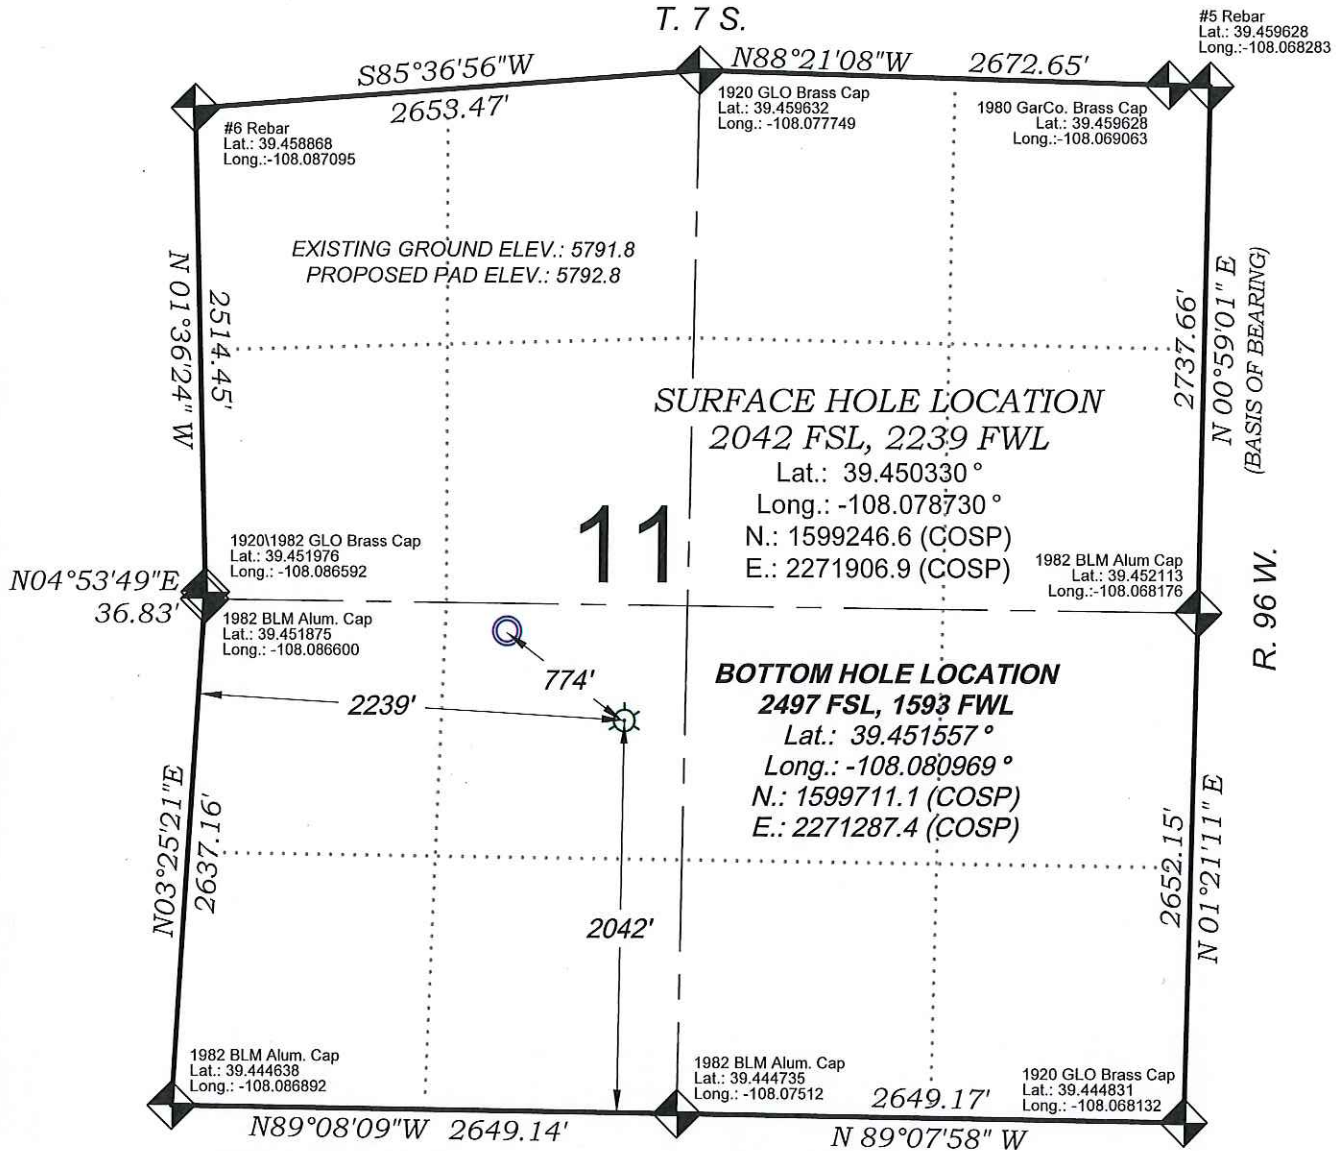 T. 7 S.
#5 Rebar
Lat.: 39.459628
Long.:-108.068283
S85°36'56"W
2653.47'
N88°21'08"W
2672.65'
#6 Rebar
Lat.: 39.458868
Long.:-108.087095
1920 GLO Brass Cap
Lat.: 39.459632
Long.: -108.077749
1980 GarCo. Brass Cap
Lat.: 39.459628
Long.:-108.069063
EXISTING GROUND ELEV.: 5791.8
PROPOSED PAD ELEV.: 5792.8
N 01°36'24" W
2514.45'
2737.66'
N 00°59'01" E
(BASIS OF BEARING)
SURFACE HOLE LOCATION
2042 FSL, 2239 FWL
Lat.: 39.450330 °
Long.: -108.078730 °
N.: 1599246.6 (COSP)
E.: 2271906.9 (COSP)
11
1920\1982 GLO Brass Cap
Lat.: 39.451976
Long.: -108.086592
N04°53'49"E
36.83'
1982 BLM Alum. Cap
Lat.: 39.451875
Long.: -108.086600
1982 BLM Alum Cap
Lat.: 39.452113
Long.:-108.068176
R. 96 W.
774'
2239'
BOTTOM HOLE LOCATION
2497 FSL, 1593 FWL
Lat.: 39.451557 °
Long.: -108.080969 °
N.: 1599711.1 (COSP)
E.: 2271287.4 (COSP)
N03°25'21"E
2637.16'
2042'
2652.15'
N 01°21'11" E
1982 BLM Alum. Cap
Lat.: 39.444638
Long.: -108.086892
1982 BLM Alum. Cap
Lat.: 39.444735
Long.: -108.07512
1920 GLO Brass Cap
Lat.: 39.444831
Long.: -108.068132
N89°08'09"W 2649.14'
2649.17'
N 89°07'58" W